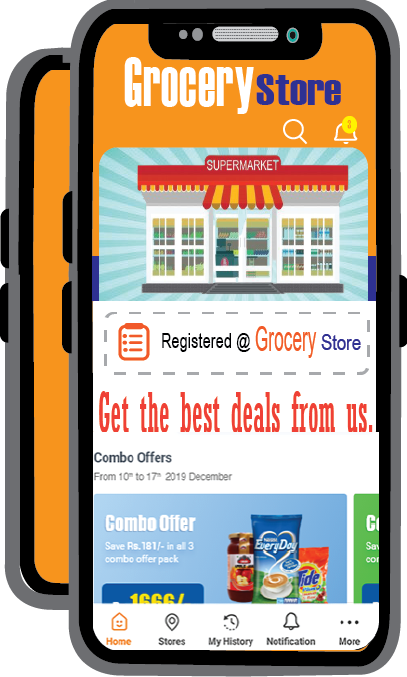 Grocery Store
3
SUPERMARKET
Registered @ Grocery Store
Get the best deals from us.
Combo Offers
From 10th to 17th 2019 December
Combo Offer
Save Rs.181/- in all 3
combo offer pack
1666/
Nestle
EveryDay
Tide
Sav
Home
Stores
My History
Notification
More